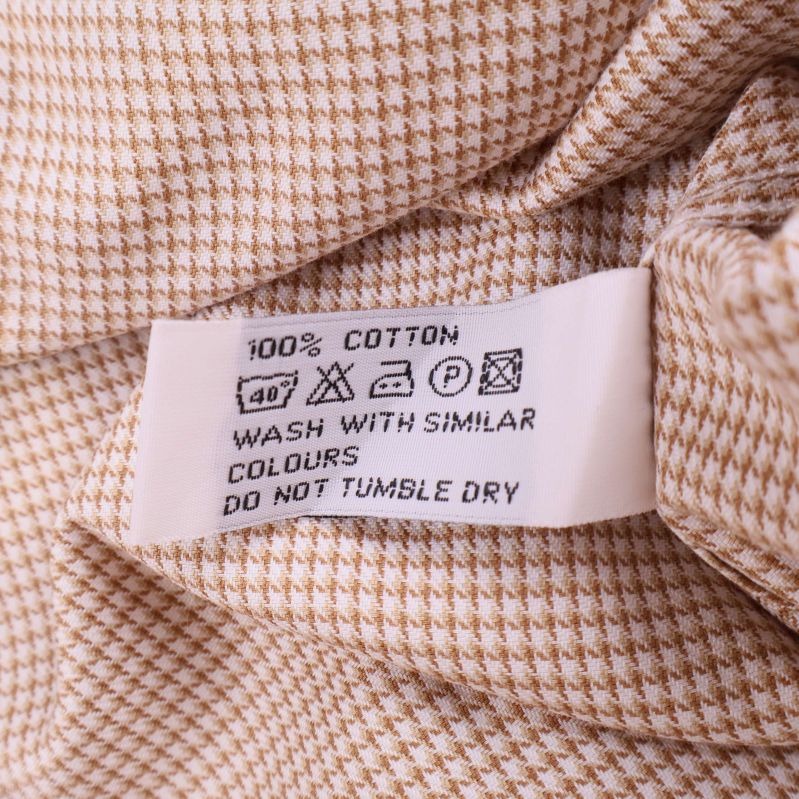 100% COTTON
40° P
WASH WITH SIMILAR
COLOURS
DO NOT TUMBLE DRY